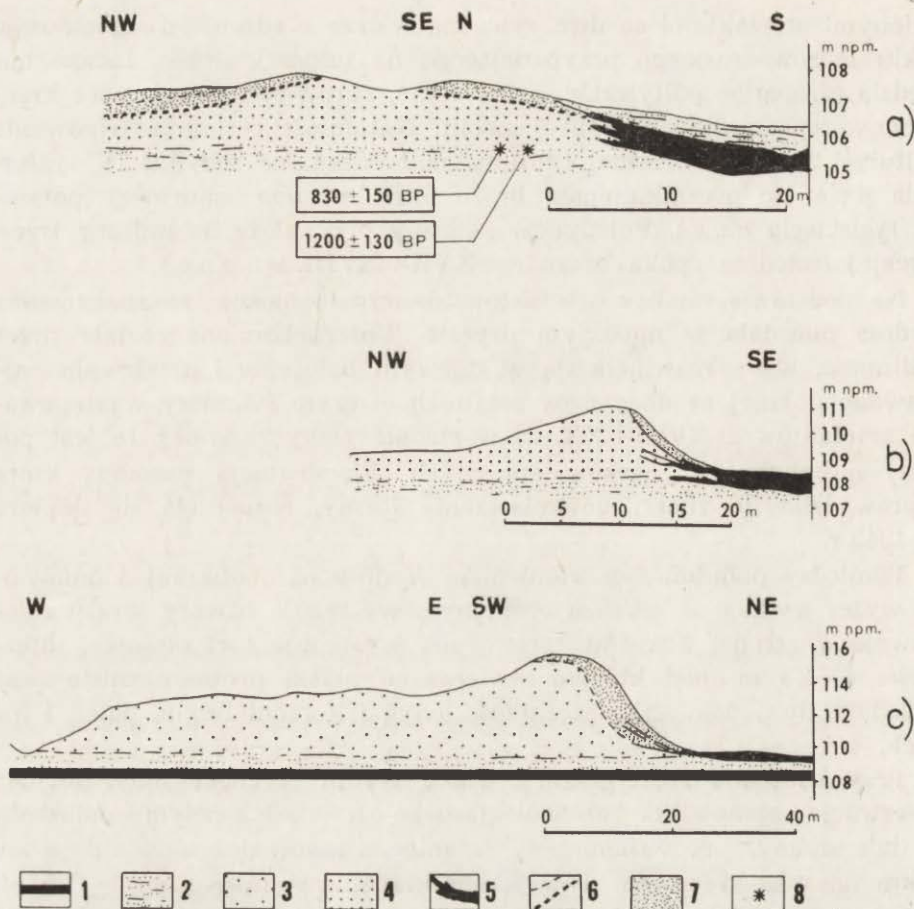 NW SE N S
m npm.
108
107
106
105
a)
830 ± 150 BP
1200 ± 130 BP
0 10 20 m
NW SE
111
110
109
108
107
b)
0 5 10 20 m
W E SW NE
m npm.
116
114
112
110
108
c)
0 20 40 m
1 2 3 4 5 6 7 8